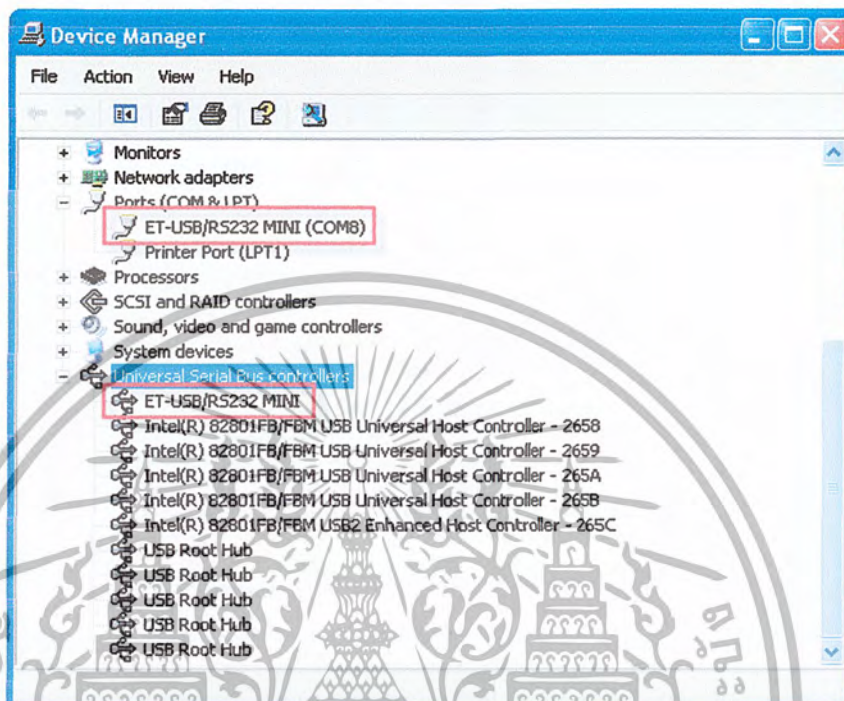 Device Manager
File Action View Help
Monitors
Network adapters
Ports (COM & LPT)
ET-USB/RS232 MINI (COM8)
Printer Port (LPT1)
Processors
SCSI and RAID controllers
Sound, video and game controllers
System devices
Universal Serial Bus controllers
ET-USB/RS232 MINI
Intel(R) 82801FB/FBM USB Universal Host Controller - 2658
Intel(R) 82801FB/FBM USB Universal Host Controller - 2659
Intel(R) 82801FB/FBM USB Universal Host Controller - 265A
Intel(R) 82801FB/FBM USB Universal Host Controller - 265B
Intel(R) 82801FB/FBM USB2 Enhanced Host Controller - 265C
USB Root Hub
USB Root Hub
USB Root Hub
USB Root Hub
USB Root Hub